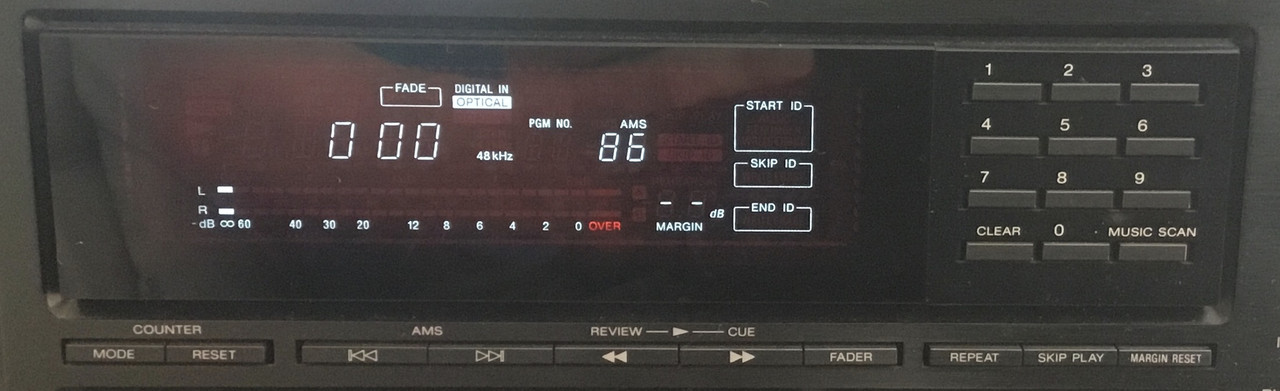 FADE DIGITAL IN
OPTICAL
0 00 48kHz PGM NO. AMS 86
START ID
SKIP ID
END ID
L
R
-dB ∞ 60 40 30 20 12 8 6 4 2 0 OVER
-- dB
MARGIN
1 2 3
4 5 6
7 8 9
CLEAR 0 MUSIC SCAN
COUNTER AMS REVIEW CUE
MODE RESET FADER REPEAT SKIP PLAY MARGIN RESET